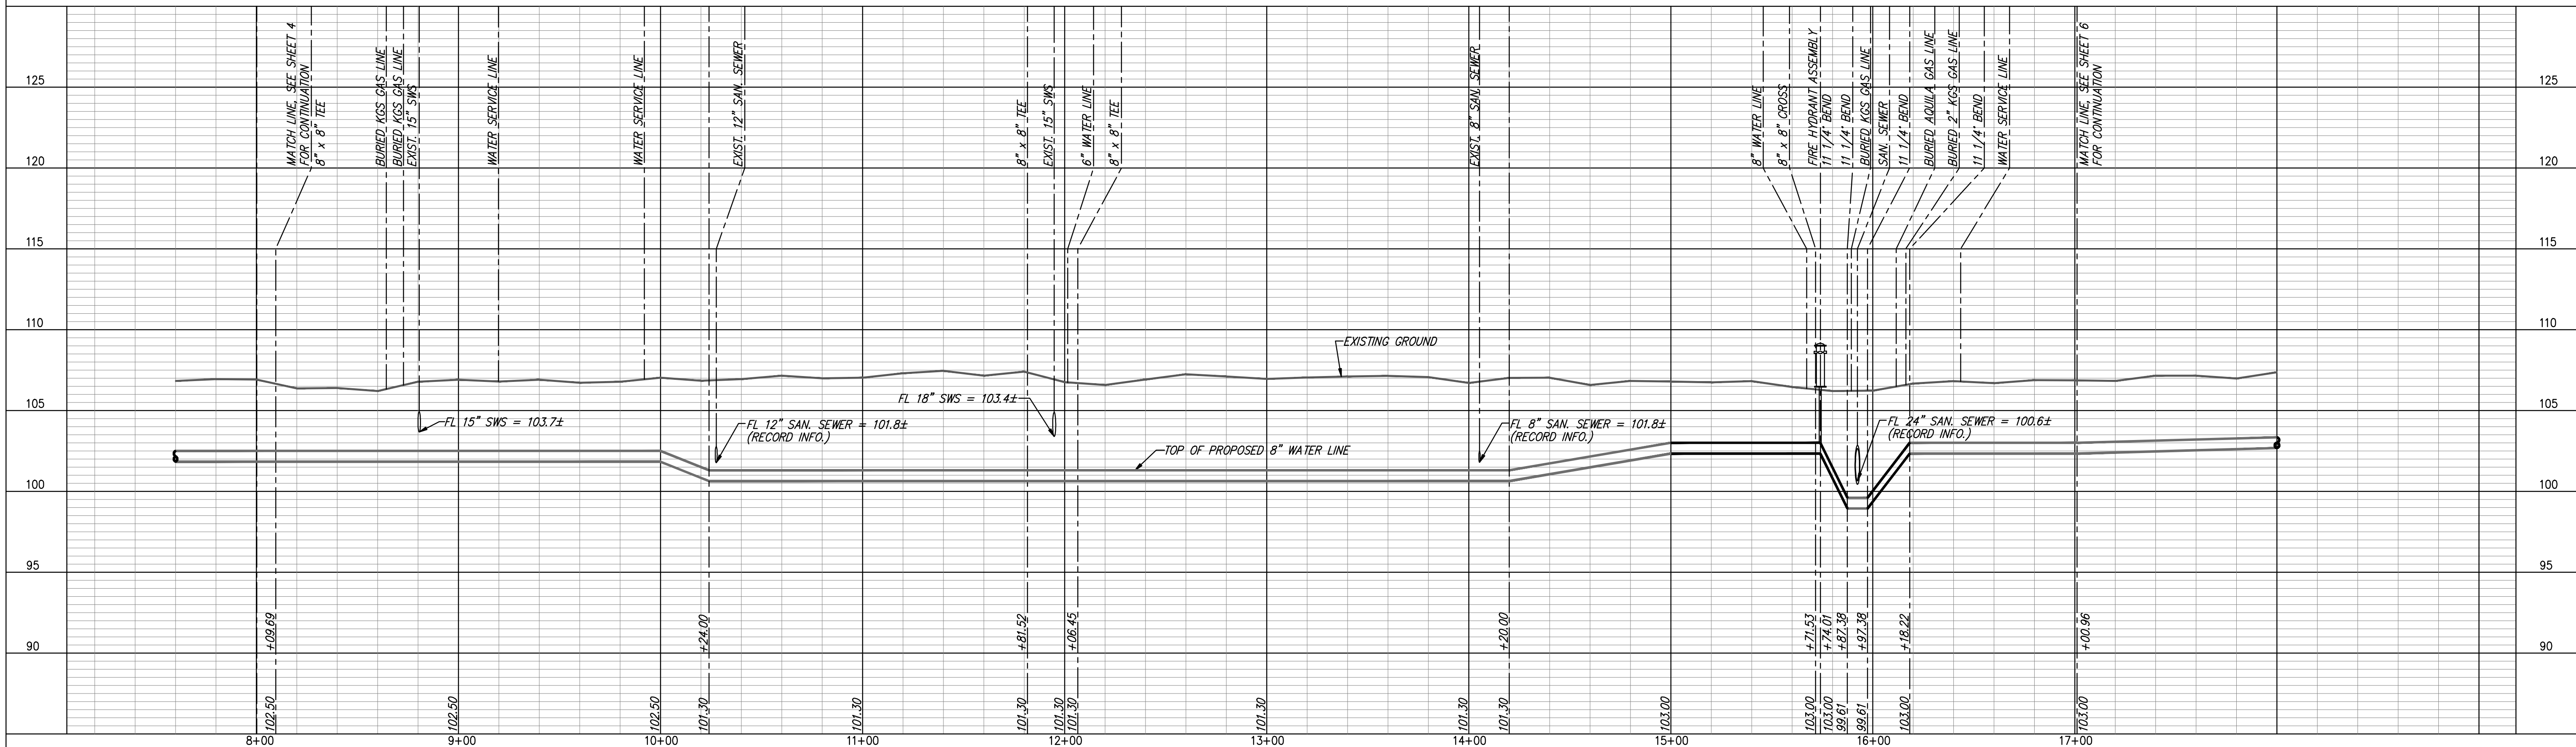 MATCH LINE, SEE SHEET 4
FOR CONTINUATION
8" x 8" TEE
BURIED KGS GAS LINE
BURIED KGS GAS LINE
EXIST. 15" SWS
WATER SERVICE LINE
WATER SERVICE LINE
EXIST. 12" SAN. SEWER
8" x 8" TEE
EXIST. 15" SWS
6" WATER LINE
8" x 8" TEE
EXIST. 8" SAN. SEWER
8" WATER LINE
8" x 8" CROSS
FIRE HYDRANT ASSEMBLY
11 1/4° BEND
11 1/4° BEND
BURIED KGS GAS LINE
SAN. SEWER
11 1/4° BEND
BURIED AQUILA GAS LINE
BURIED 2" KGS GAS LINE
11 1/4° BEND
WATER SERVICE LINE
MATCH LINE, SEE SHEET 6
FOR CONTINUATION
125 125
120 120
115 115
110 110
EXISTING GROUND
105 105
FL 15" SWS = 103.7±
FL 12" SAN. SEWER = 101.8±
(RECORD INFO.)
FL 18" SWS = 103.4±
FL 8" SAN. SEWER = 101.8±
(RECORD INFO.)
FL 24" SAN. SEWER = 100.6±
(RECORD INFO.)
TOP OF PROPOSED 8" WATER LINE
100 100
95 95
90 90
+09.69
+24.00
+81.52
+06.45
+20.00
+71.53
+74.01
+87.38
+97.38
+18.22
+00.96
102.50
102.50
102.50
101.30
101.30
101.30
101.30
101.30
101.30
101.30
101.30
103.00
103.00
103.00
99.61
99.61
103.00
103.00
8+00 9+00 10+00 11+00 12+00 13+00 14+00 15+00 16+00 17+00